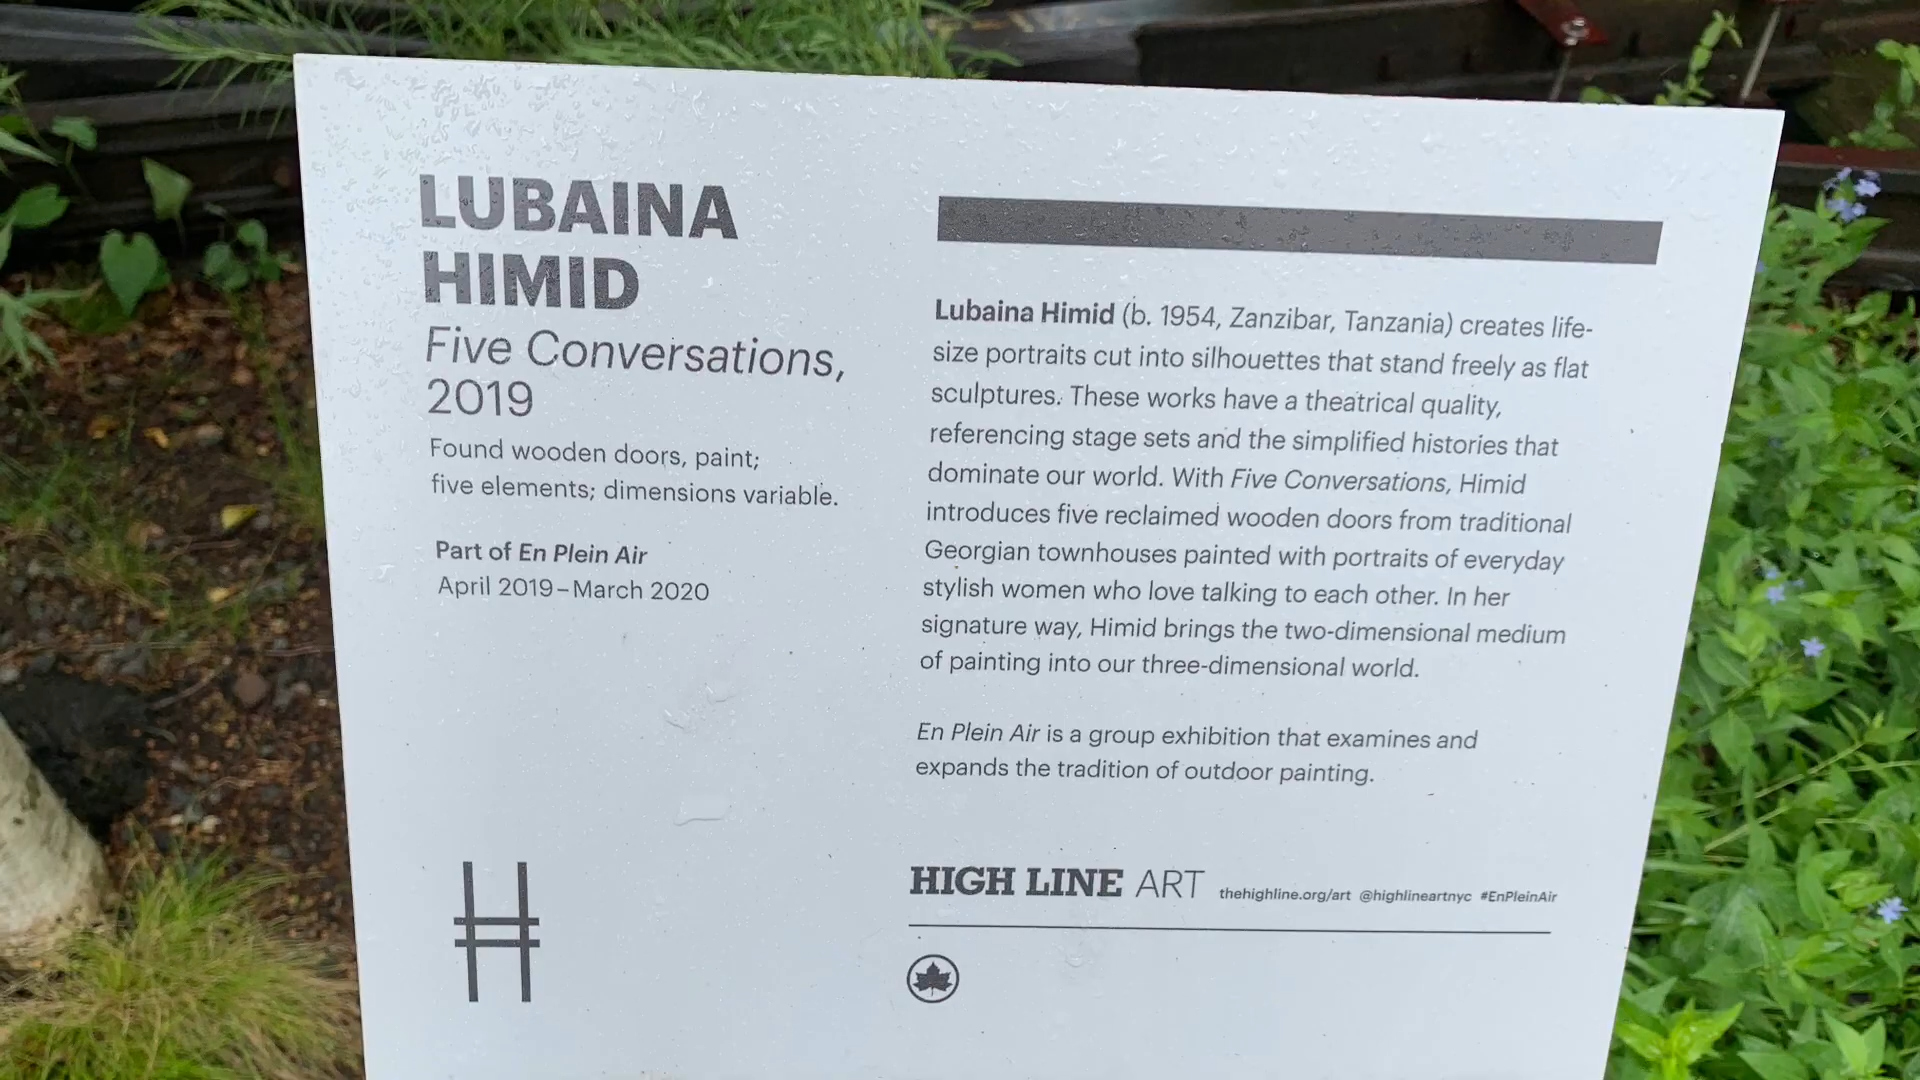 LUBAINA
HIMID
Five Conversations,
2019
Found wooden doors, paint;
five elements; dimensions variable.
Part of En Plein Air
April 2019–March 2020
Lubaina Himid (b. 1954, Zanzibar, Tanzania) creates life-
size portraits cut into silhouettes that stand freely as flat
sculptures. These works have a theatrical quality,
referencing stage sets and the simplified histories that
dominate our world. With Five Conversations, Himid
introduces five reclaimed wooden doors from traditional
Georgian townhouses painted with portraits of everyday
stylish women who love talking to each other. In her
signature way, Himid brings the two-dimensional medium
of painting into our three-dimensional world.
En Plein Air is a group exhibition that examines and
expands the tradition of outdoor painting.
HIGH LINE ART thehighline.org/art @highlineartnyc #EnPleinAir